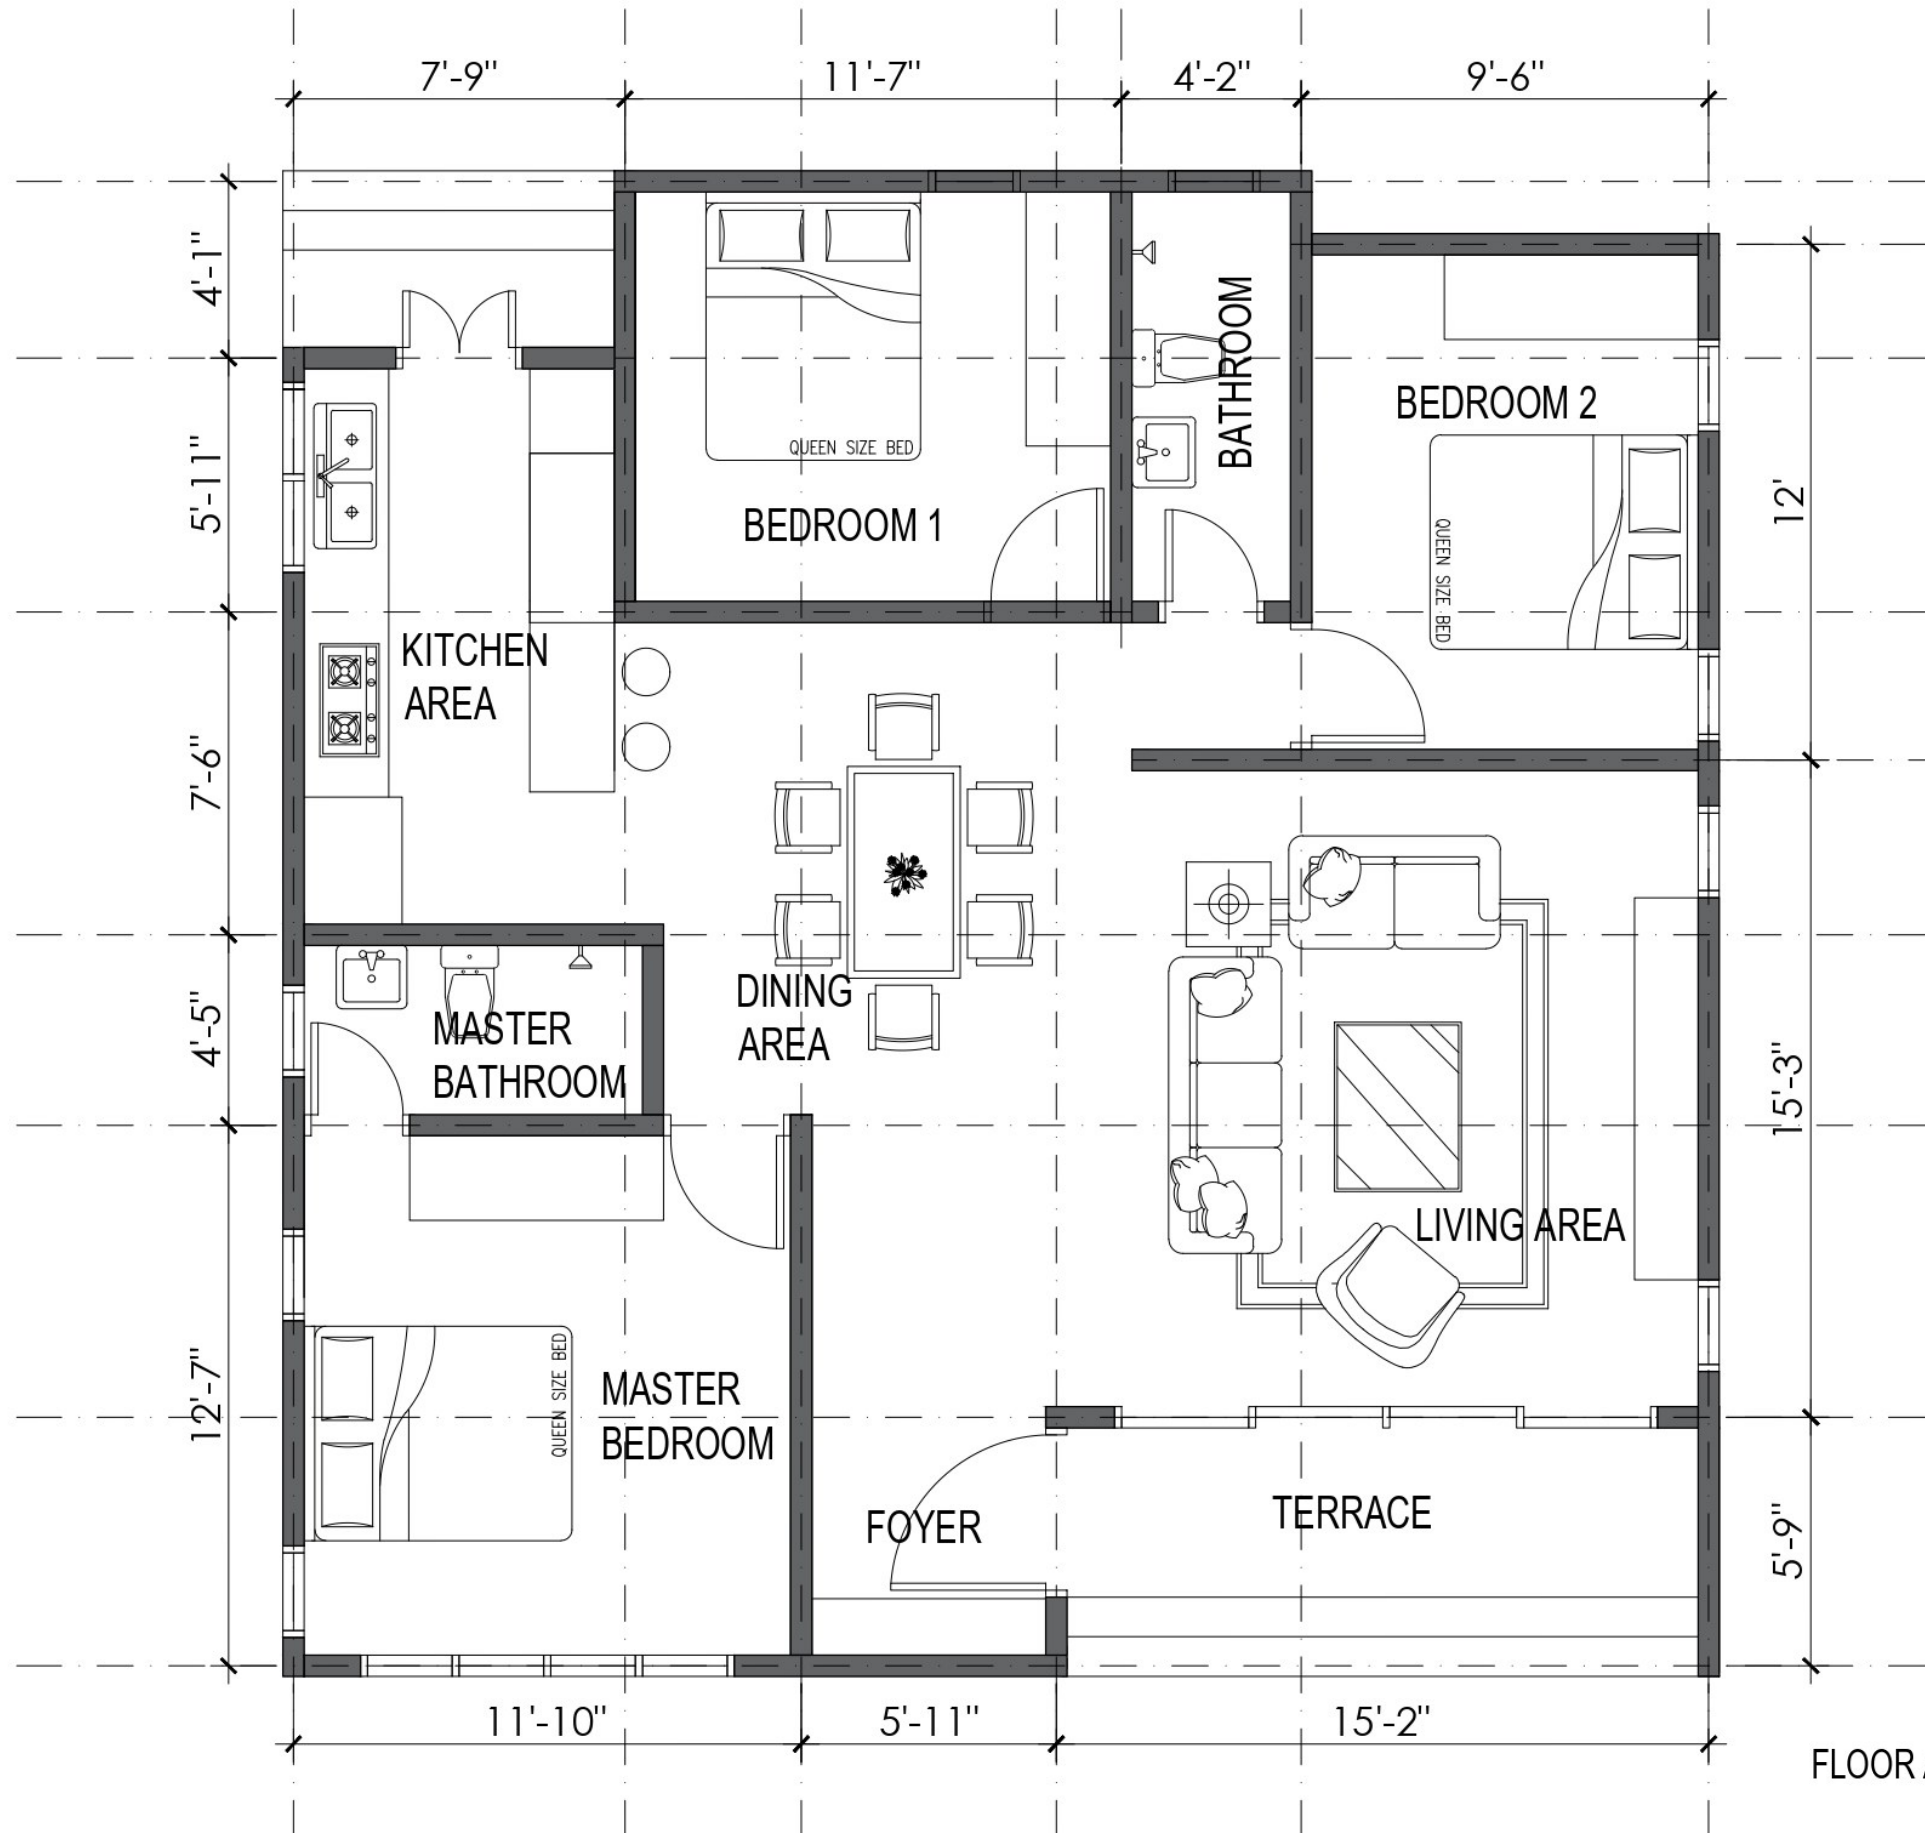 7'-9"
11'-7"
4'-2"
9'-6"
4'-1"
5'-11"
7'-6"
4'-5"
12'-7"
BATHROOM
BEDROOM 2
QUEEN SIZE BED
BEDROOM 1
QUEEN SIZE BED
12'
KITCHEN
AREA
DINING
AREA
MASTER
BATHROOM
15'-3"
LIVING AREA
QUEEN SIZE BED
MASTER
BEDROOM
FOYER
TERRACE
5'-9"
11'-10"
5'-11"
15'-2"
FLOOR